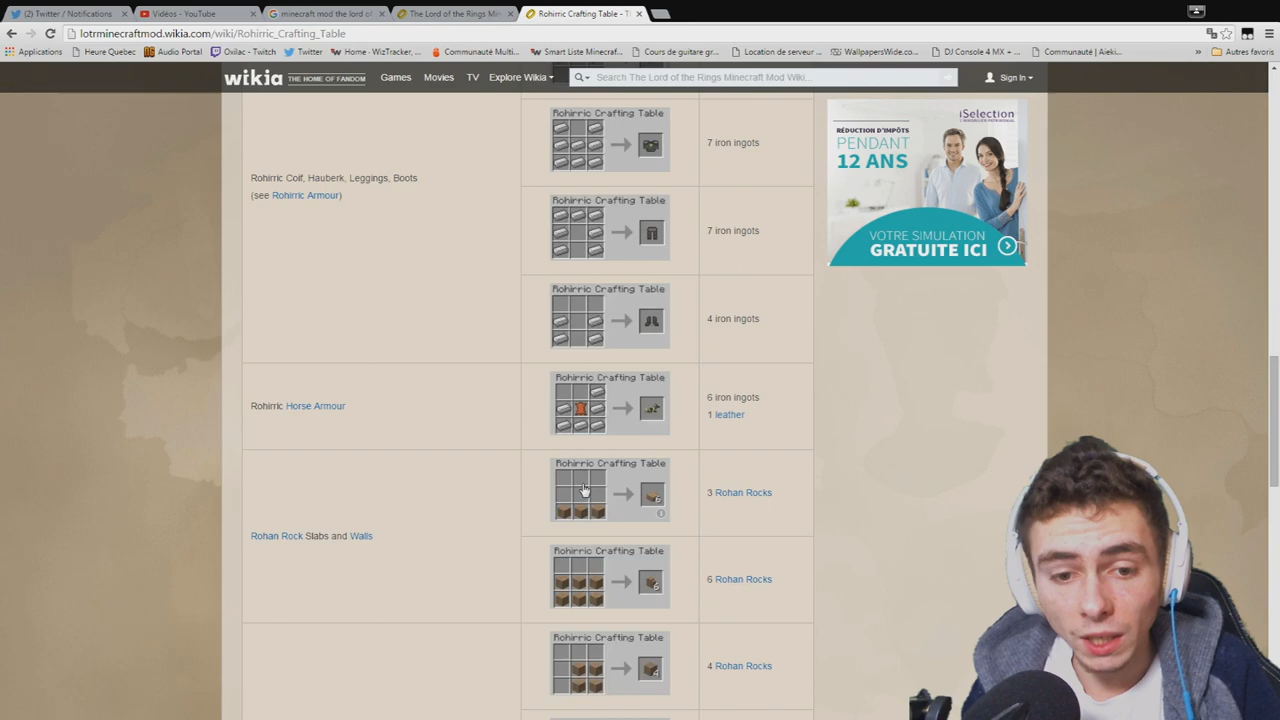 (2) Twitter / Notifications
Vidéos - YouTube
minecraft mod the lord of
The Lord of the Rings Min
Rohirric Crafting Table - Th
lotrminecraftmod.wikia.com/wiki/Rohirric_Crafting_Table
Applications
Heure Quebec
Audio Portal
Oxilac - Twitch
Twitter
Home - WizTracker, ...
Communauté Multi...
Smart Liste Minecraf...
Cours de guitare gr...
Location de serveur ...
WallpapersWide.co...
DJ Console 4 MX + ...
Communauté | Aieki...
»
Autres favoris
wikia
THE HOME OF FANDOM
Games
Movies
TV
Explore Wikia
Search The Lord of the Rings Minecraft Mod Wiki...
Sign In
Rohirric Crafting Table
7 iron ingots
Rohirric Coif, Hauberk, Leggings, Boots
(see Rohirric Armour)
Rohirric Crafting Table
7 iron ingots
Rohirric Crafting Table
4 iron ingots
Rohirric Horse Armour
Rohirric Crafting Table
6 iron ingots
1 leather
Rohan Rock Slabs and Walls
Rohirric Crafting Table
6
3 Rohan Rocks
Rohirric Crafting Table
6
6 Rohan Rocks
Rohirric Crafting Table
4
4 Rohan Rocks
iSelection
RÉDUCTION D'IMPÔTS
PENDANT
12 ANS
VOTRE SIMULATION
GRATUITE ICI